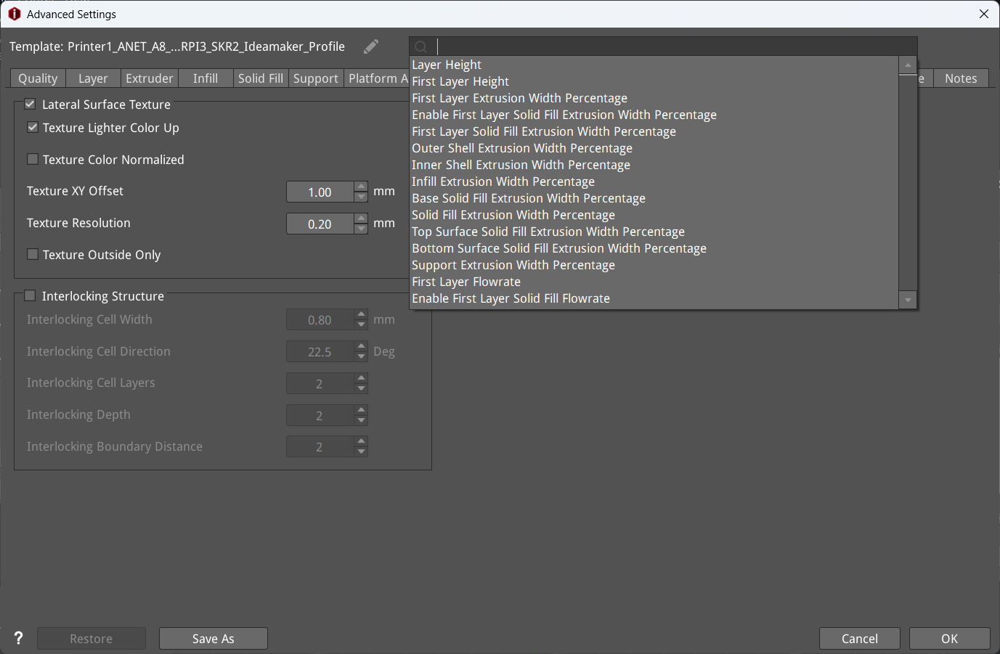 Advanced Settings
Template: Printer1_ANET_A8_...RPI3_SKR2_Ideamaker_Profile
Quality Layer Extruder Infill Solid Fill Support Platform A e Notes
Lateral Surface Texture
Texture Lighter Color Up
Texture Color Normalized
Texture XY Offset 1.00 mm
Texture Resolution 0.20 mm
Texture Outside Only
Interlocking Structure
Interlocking Cell Width 0.80 mm
Interlocking Cell Direction 22.5 Deg
Interlocking Cell Layers 2
Interlocking Depth 2
Interlocking Boundary Distance 2
Layer Height
First Layer Height
First Layer Extrusion Width Percentage
Enable First Layer Solid Fill Extrusion Width Percentage
First Layer Solid Fill Extrusion Width Percentage
Outer Shell Extrusion Width Percentage
Inner Shell Extrusion Width Percentage
Infill Extrusion Width Percentage
Base Solid Fill Extrusion Width Percentage
Solid Fill Extrusion Width Percentage
Top Surface Solid Fill Extrusion Width Percentage
Bottom Surface Solid Fill Extrusion Width Percentage
Support Extrusion Width Percentage
First Layer Flowrate
Enable First Layer Solid Fill Flowrate
? Restore Save As Cancel OK